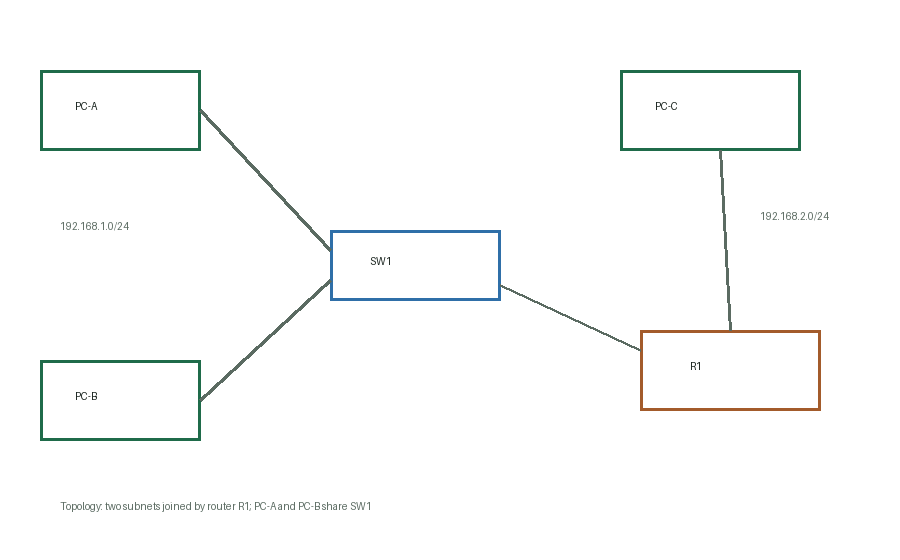 PC-A
PC-C
192.168.2.0/24
192.168.1.0/24
SW1
R1
PC-B
Topology: two subnets joined by router R1; PC-A and PC-B share SW1